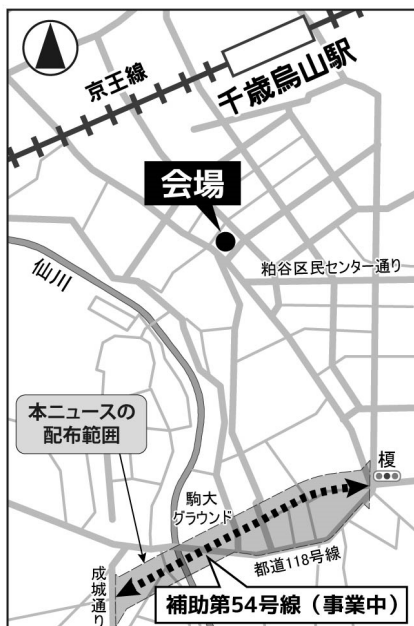 京王線
千歳烏山駅
会場
粕谷区民センター通り
仙川
本ニュースの
配布範囲
榎
駒大
グラウンド
都道118号線
成城通り
補助第54号線（事業中）